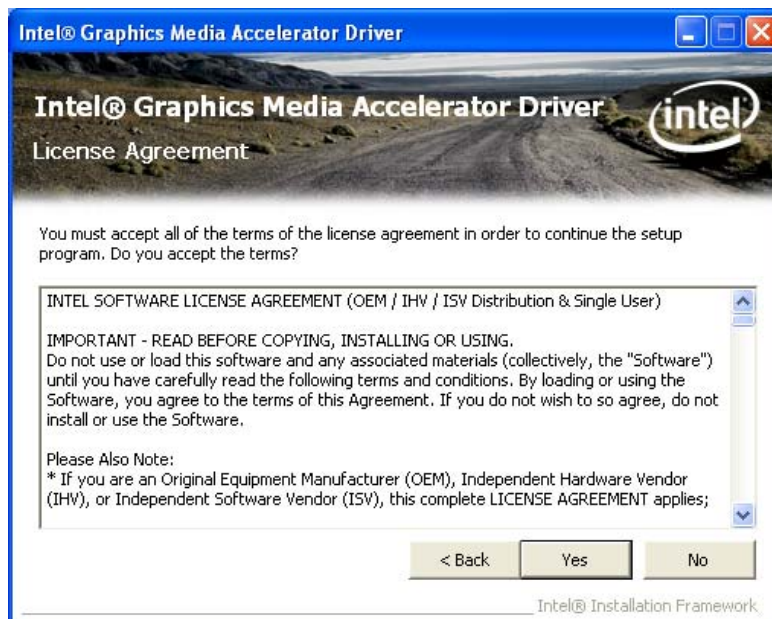 Intel® Graphics Media Accelerator Driver
Intel® Graphics Media Accelerator Driver
intel
License Agreement
You must accept all of the terms of the license agreement in order to continue the setup
program. Do you accept the terms?
INTEL SOFTWARE LICENSE AGREEMENT (OEM / IHV / ISV Distribution & Single User)
IMPORTANT - READ BEFORE COPYING, INSTALLING OR USING.
Do not use or load this software and any associated materials (collectively, the "Software")
until you have carefully read the following terms and conditions. By loading or using the
Software, you agree to the terms of this Agreement. If you do not wish to so agree, do not
install or use the Software.
Please Also Note:
* If you are an Original Equipment Manufacturer (OEM), Independent Hardware Vendor
(IHV), or Independent Software Vendor (ISV), this complete LICENSE AGREEMENT applies;
< Back
Yes
No
Intel® Installation Framework